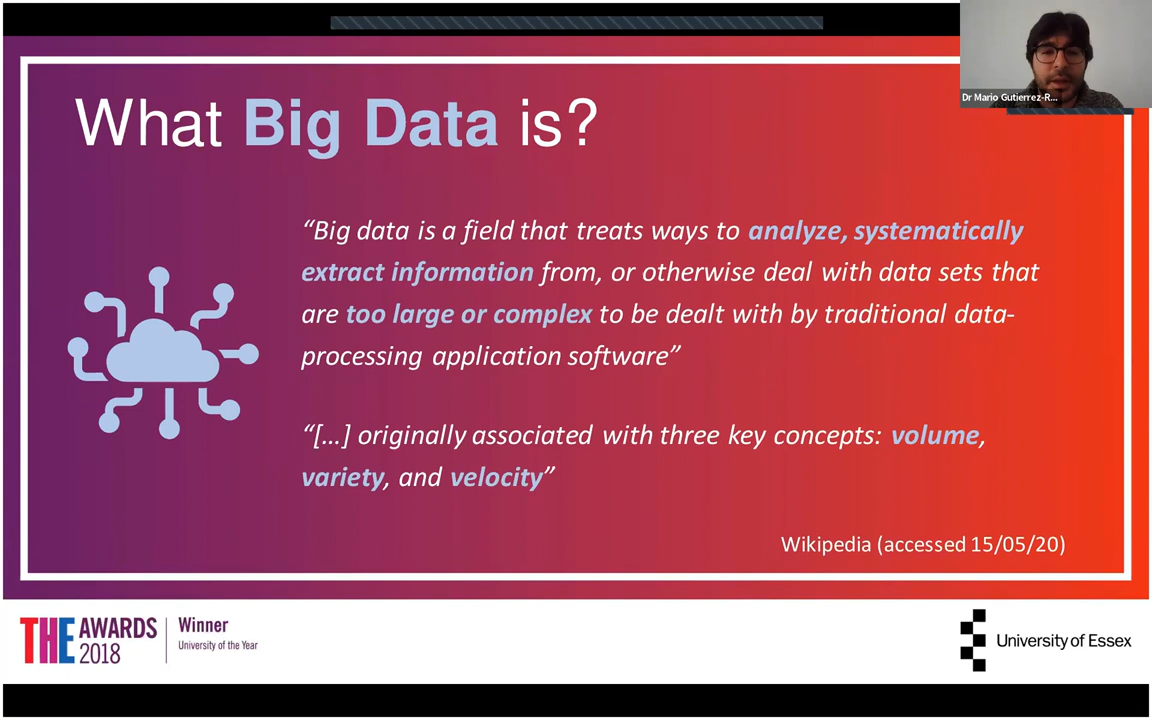 Dr Mario Gutierrez-R...
What Big Data is?
“Big data is a field that treats ways to analyze, systematically
extract information from, or otherwise deal with data sets that
are too large or complex to be dealt with by traditional data-
processing application software”
“[…] originally associated with three key concepts: volume,
variety, and velocity”
Wikipedia (accessed 15/05/20)
THE AWARDS
2018
Winner
University of the Year
University of Essex